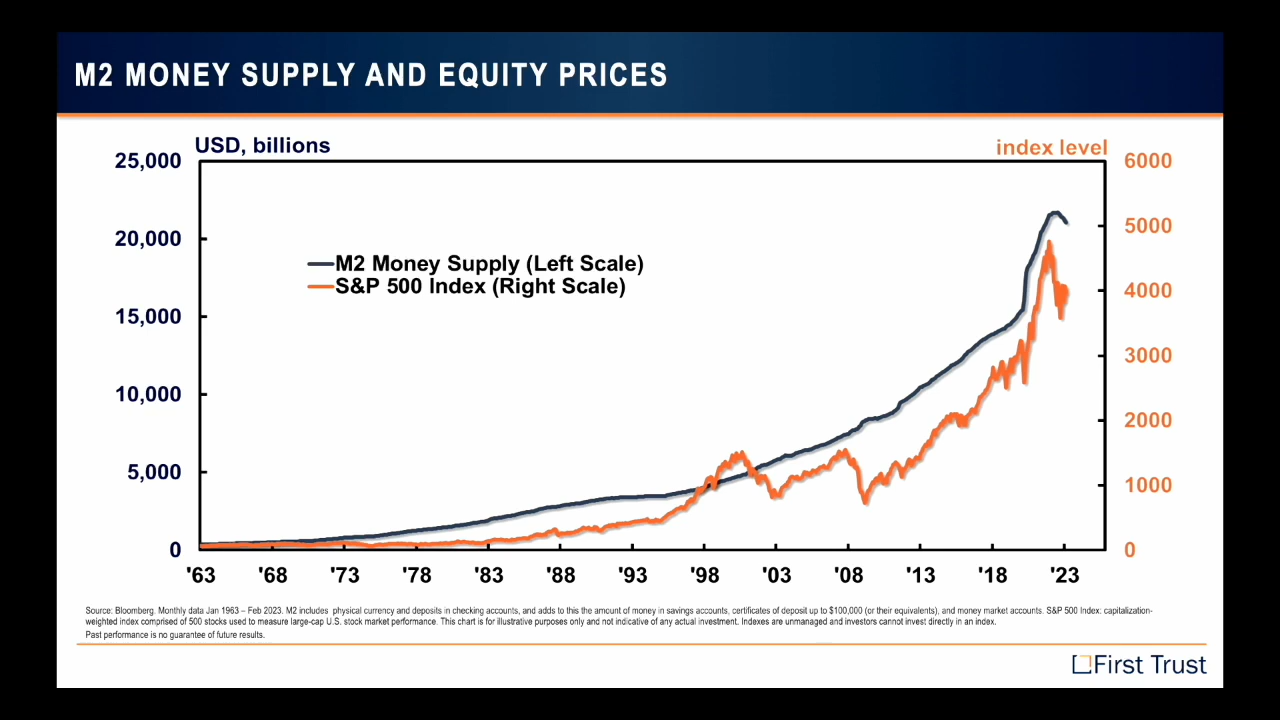 M2 MONEY SUPPLY AND EQUITY PRICES
USD, billions
index level
25,000
6000
5000
20,000
M2 Money Supply (Left Scale)
S&P 500 Index (Right Scale)
4000
15,000
3000
10,000
2000
5,000
1000
0
0
'63 '68 '73 '78 '83 '88 '93 '98 '03 '08 '13 '18 '23
Source: Bloomberg. Monthly data Jan 1963 – Feb 2023. M2 includes physical currency and deposits in checking accounts, and adds to this the amount of money in savings accounts, certificates of deposit up to $100,000 (or their equivalents), and money market accounts. S&P 500 Index: capitalization-
weighted index comprised of 500 stocks used to measure large-cap U.S. stock market performance. This chart is for illustrative purposes only and not indicative of any actual investment. Indexes are unmanaged and investors cannot invest directly in an index.
Past performance is no guarantee of future results.
First Trust